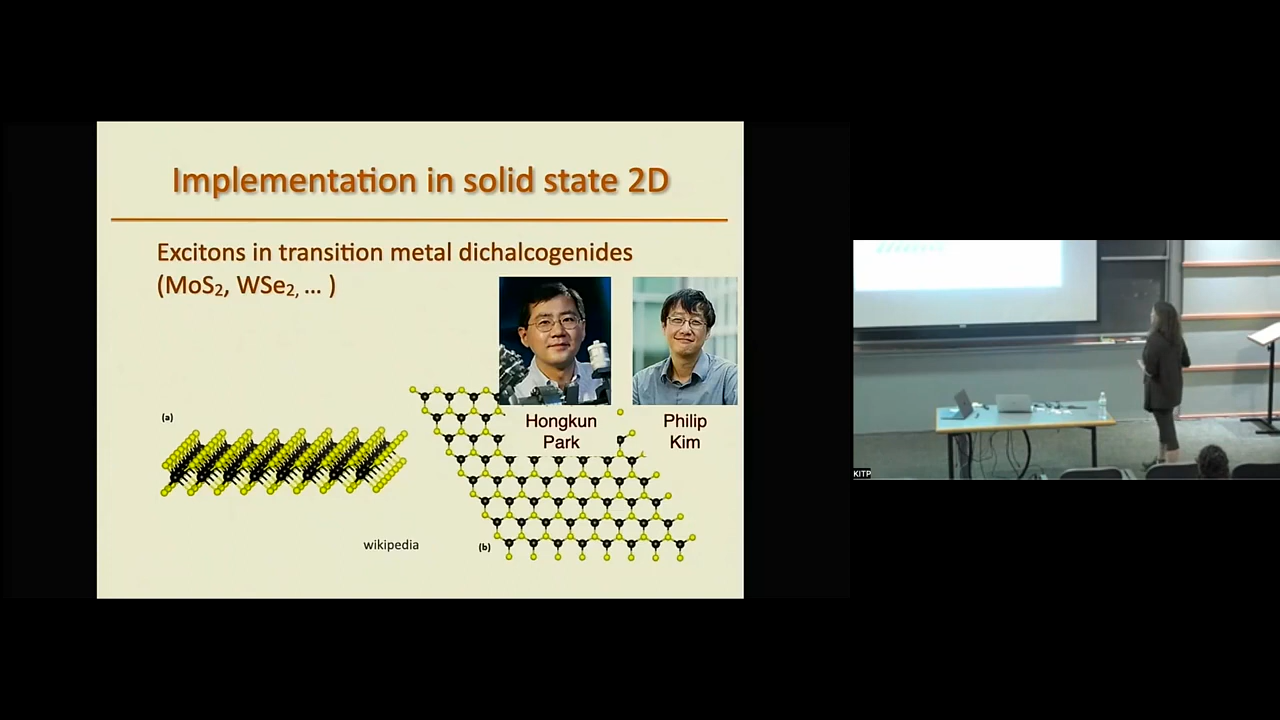 Implementation in solid state 2D
Excitons in transition metal dichalcogenides
(MoS₂, WSe₂, ... )
Hongkun
Park
Philip
Kim
(a)
wikipedia
(b)
KITP